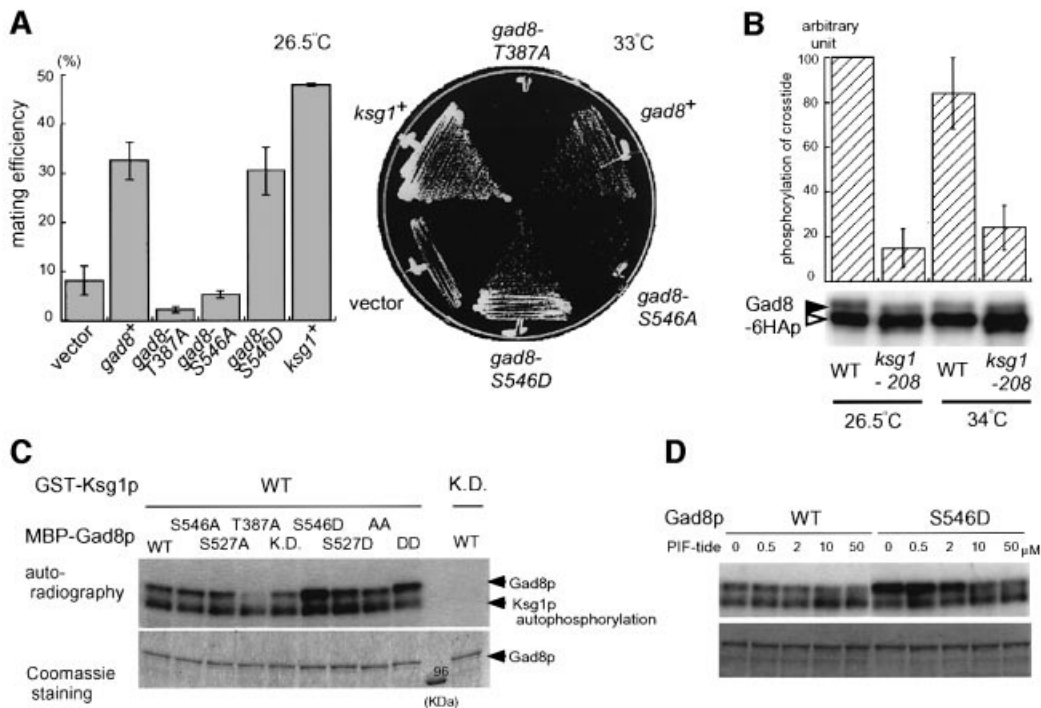 A
26.5°C
(%)
50
40
30
20
10
0
mating efficiency
vector
gad8+
gad8-
T387A
gad8-
S546A
gad8-
S546D
ksg1+
gad8-
T387A
33°C
ksg1+
gad8+
vector
gad8-
S546A
gad8-
S546D
B
arbitrary
unit
100
80
60
40
20
0
phosphorylation of crosstide
Gad8
-6HAp
WT
ksg1
-208
WT
ksg1
-208
26.5°C
34°C
C
GST-Ksg1p WT K.D.
S546A T387A S546D AA
MBP-Gad8p
WT S527A K.D. S527D DD WT
auto-
radiography
Gad8p
Ksg1p
autophosphorylation
Coomassie
staining
Gad8p
96
(KDa)
D
Gad8p WT S546D
PIF-tide 0 0.5 2 10 50 0 0.5 2 10 50 μM